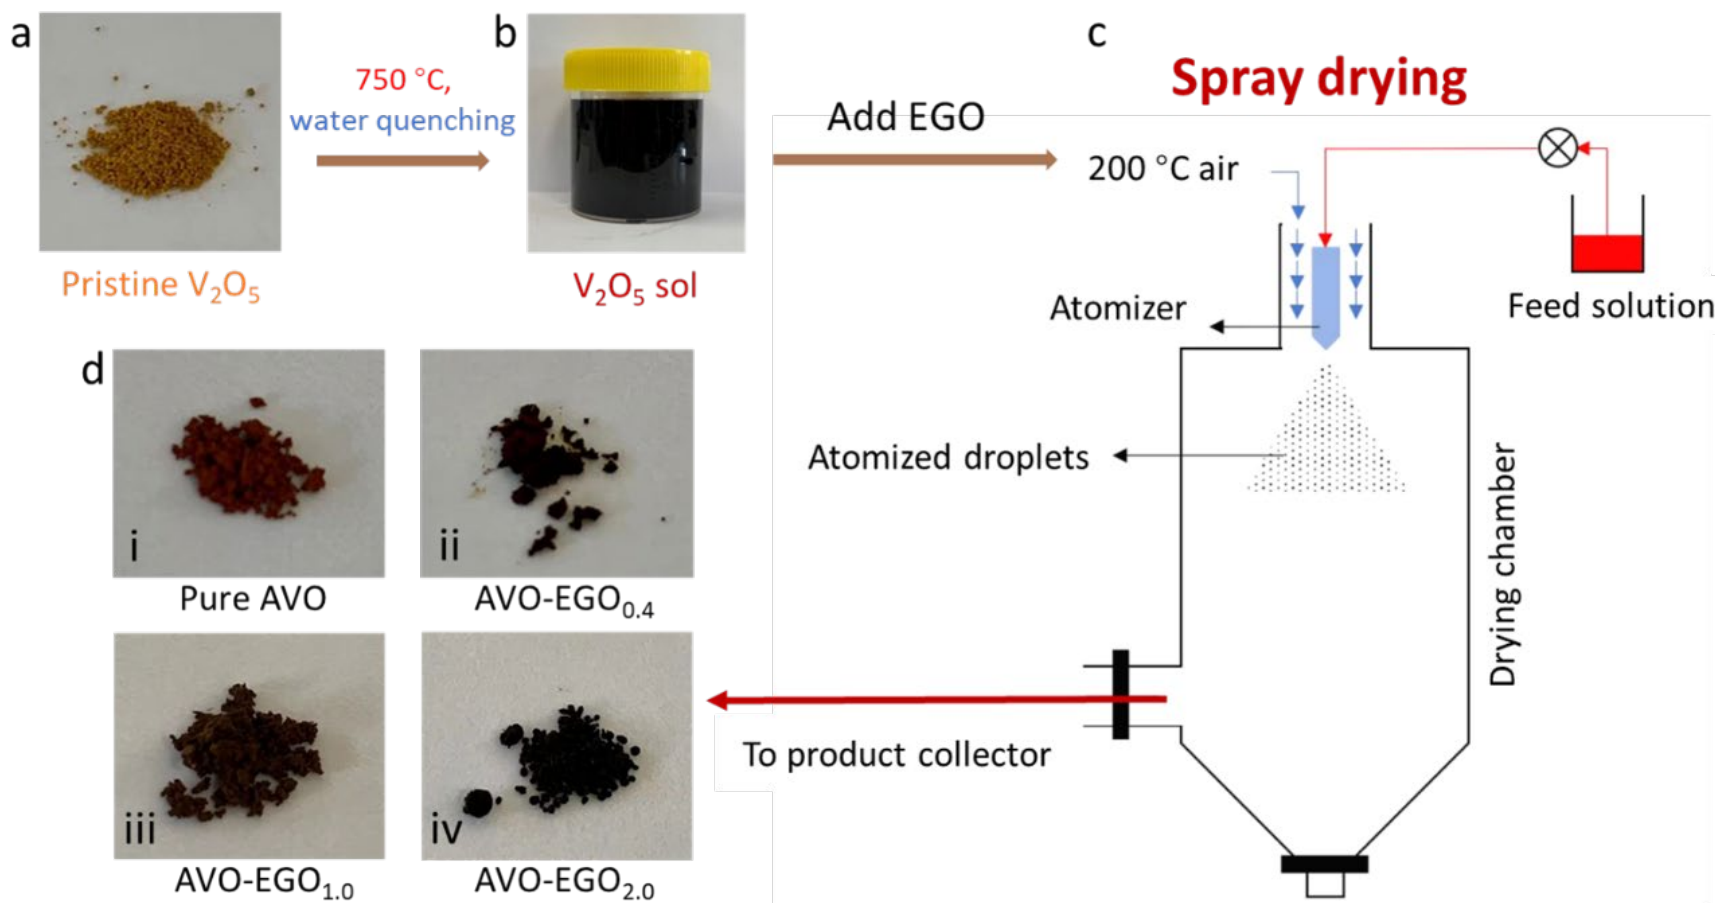 a
750 °C,
water quenching
Pristine V₂O₅
b
V₂O₅ sol
Add EGO
c
Spray drying
200 °C air
Feed solution
Atomizer
Atomized droplets
Drying chamber
To product collector
d
i
Pure AVO
ii
AVO-EGO₀.₄
iii
AVO-EGO₁.₀
iv
AVO-EGO₂.₀